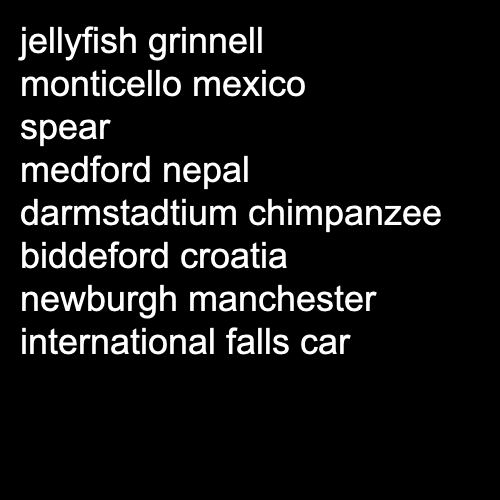 jellyfish grinnell
monticello mexico
spear
medford nepal
darmstadtium chimpanzee
biddeford croatia
newburgh manchester
international falls car